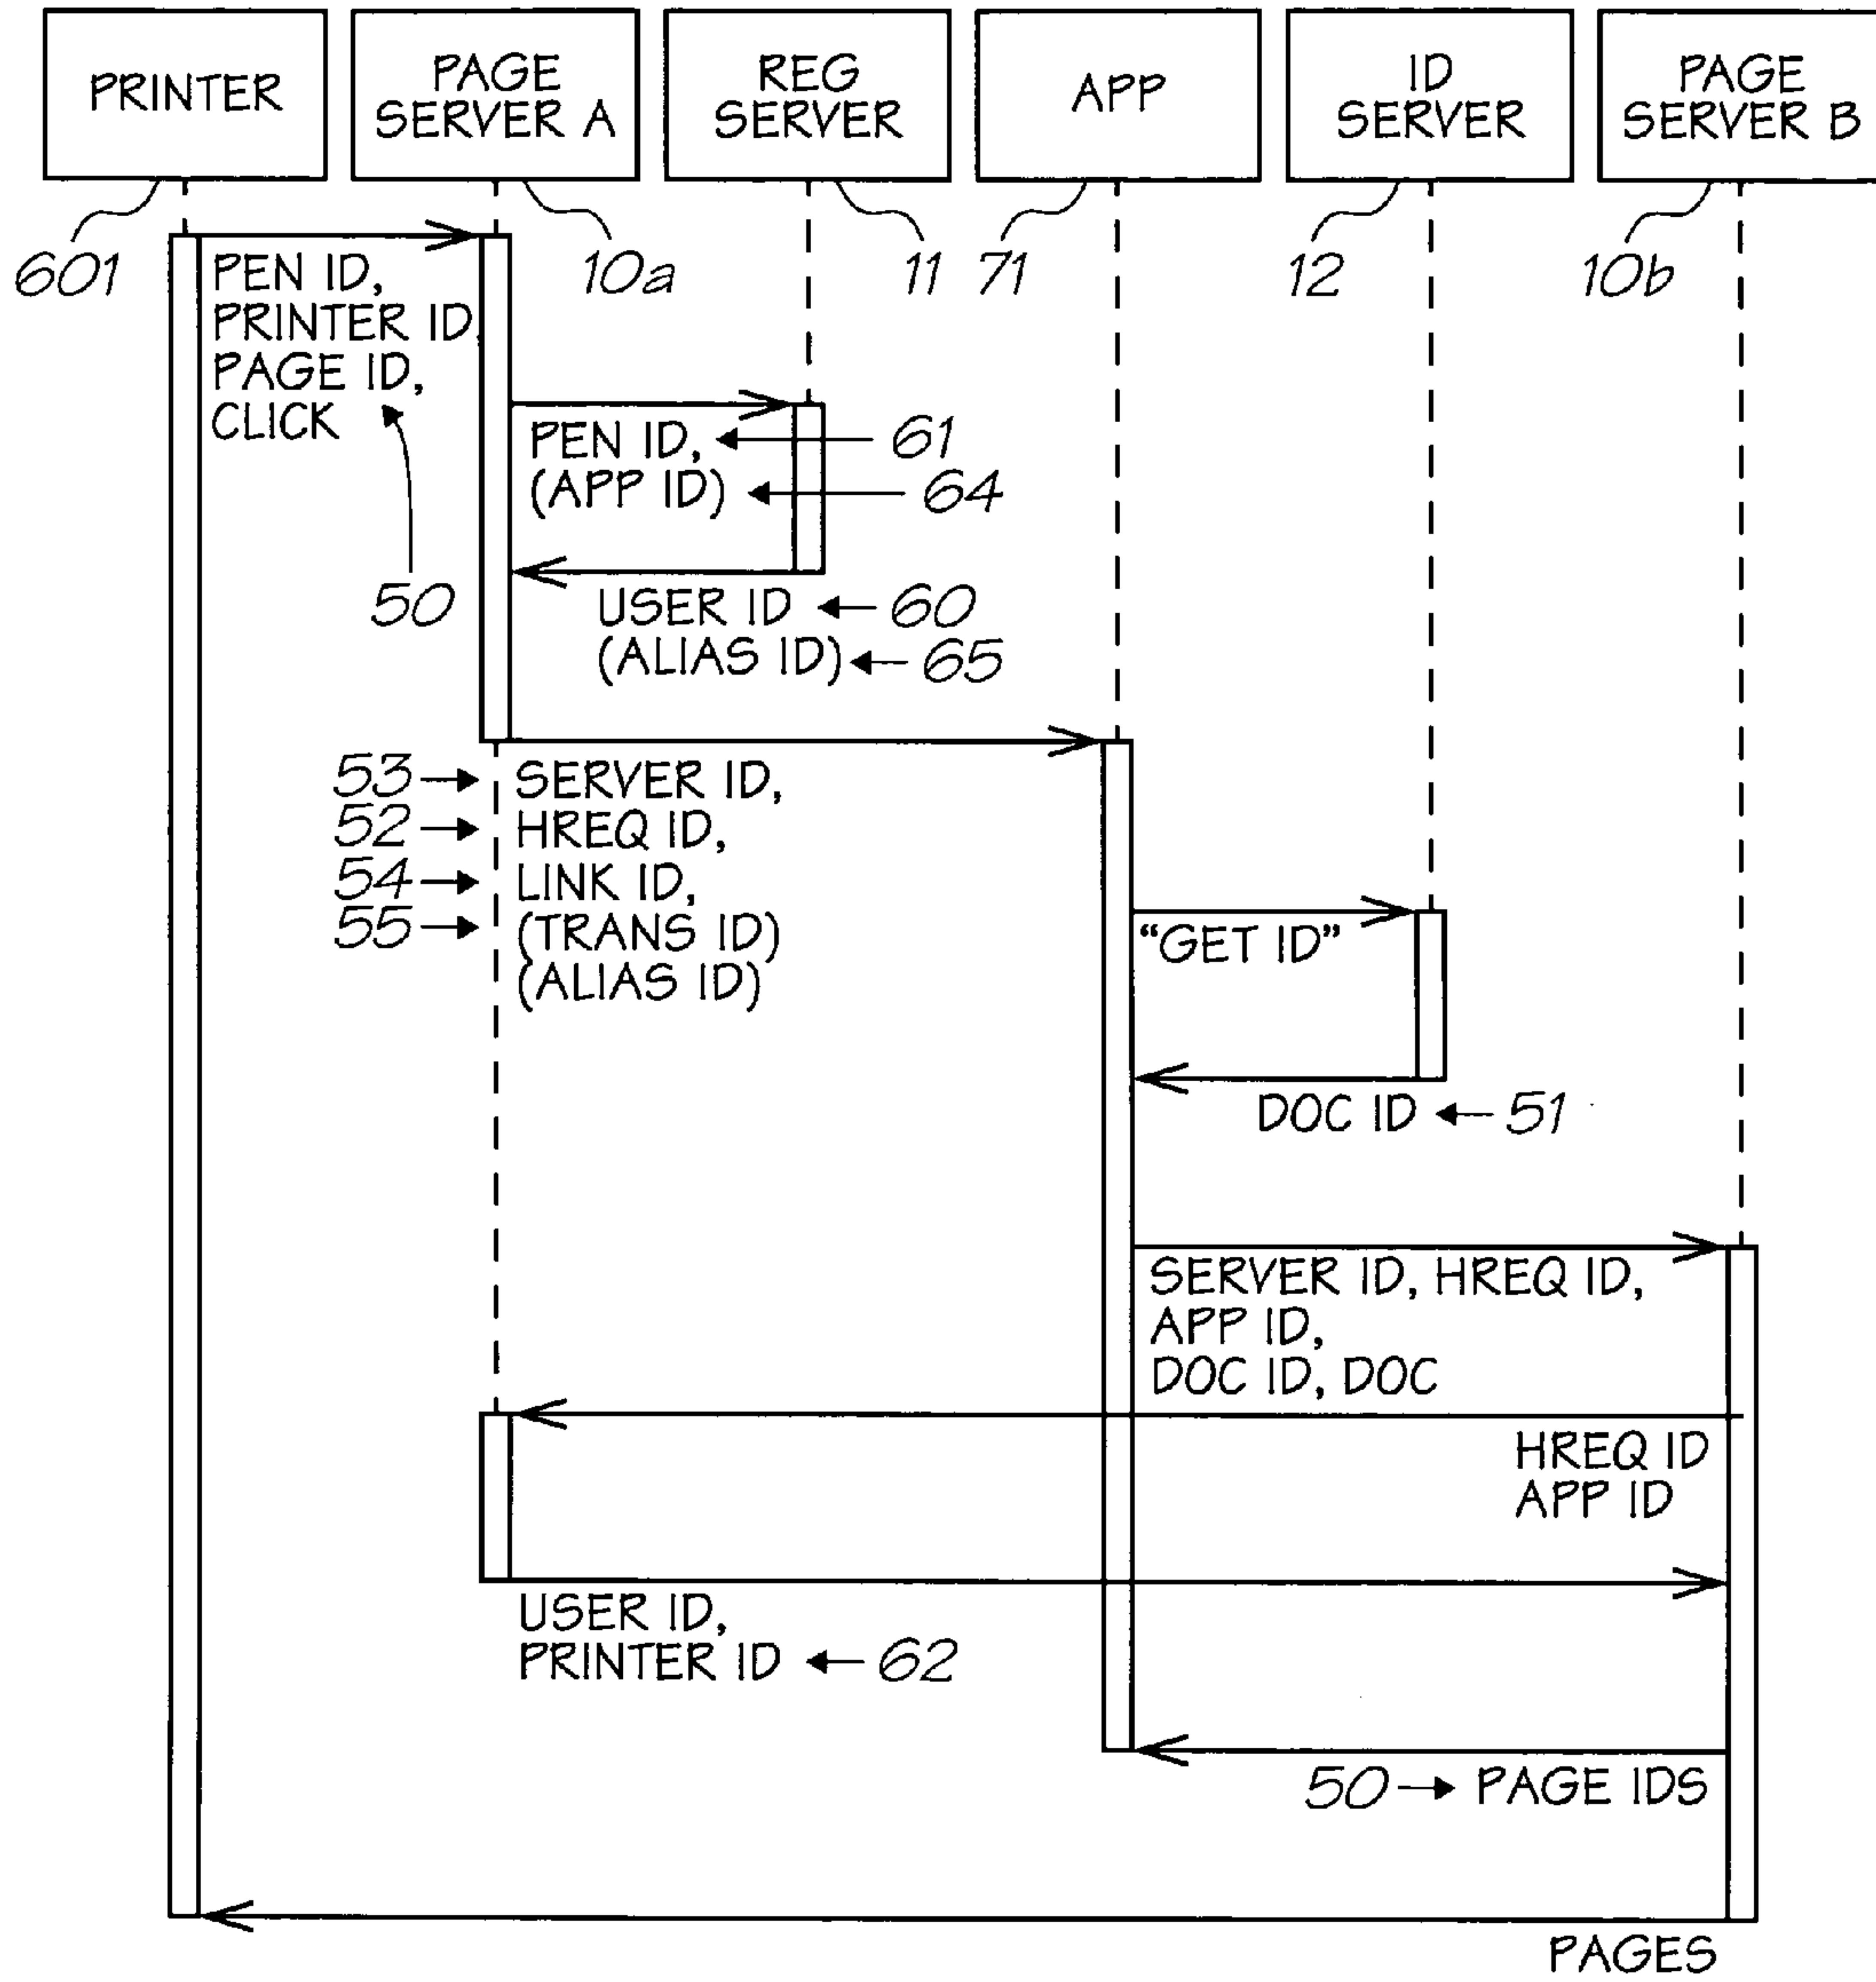 PRINTER
PAGE
SERVER A
REG
SERVER
APP
ID
SERVER
PAGE
SERVER B
601
10a
11
71
12
10b
PEN ID,
PRINTER ID
PAGE ID,
CLICK
50
PEN ID,
61
(APP ID)
64
USER ID
60
(ALIAS ID)
65
53
SERVER ID,
52
HREQ ID,
54
LINK ID,
55
(TRANS ID)
(ALIAS ID)
"GET ID"
DOC ID
51
SERVER ID, HREQ ID,
APP ID,
DOC ID, DOC
HREQ ID
APP ID
USER ID,
PRINTER ID
62
50
PAGE IDS
PAGES